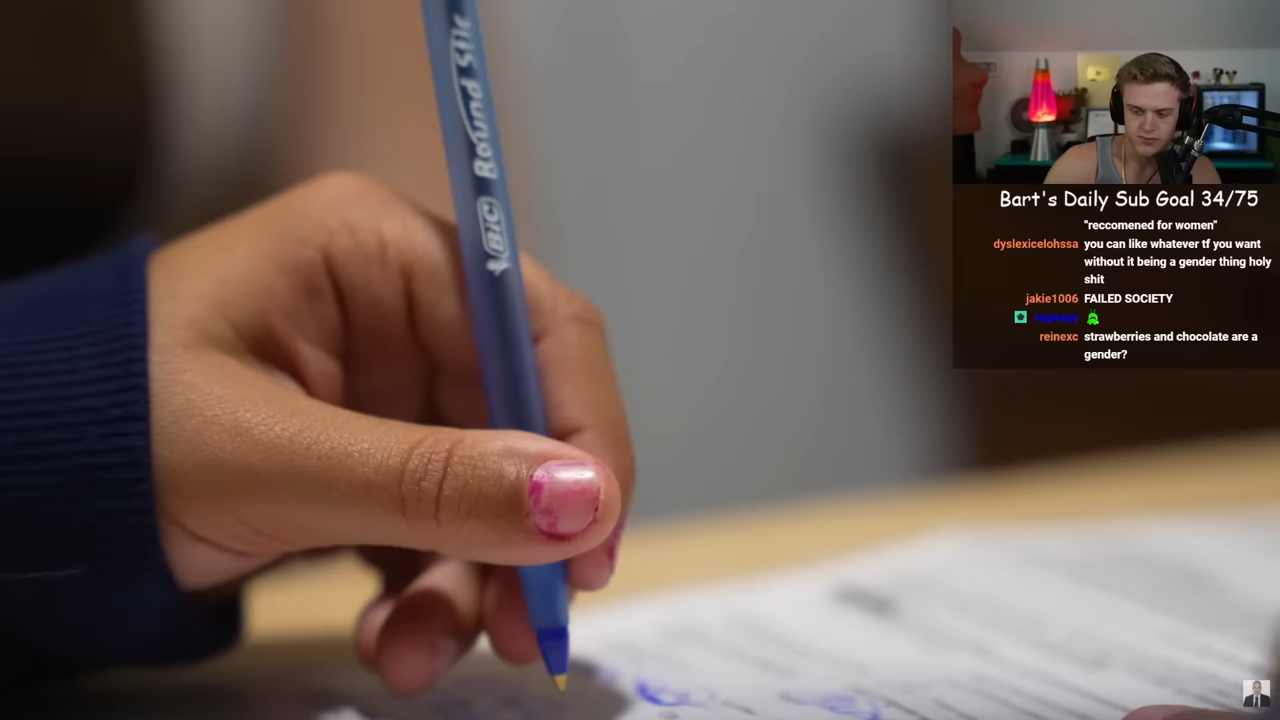 BIC Round Stic
Bart's Daily Sub Goal 34/75
"reccomened for women"
dyslexicelohssa you can like whatever tf you want
without it being a gender thing holy
shit
jakie1006 FAILED SOCIETY
reinexc strawberries and chocolate are a
gender?